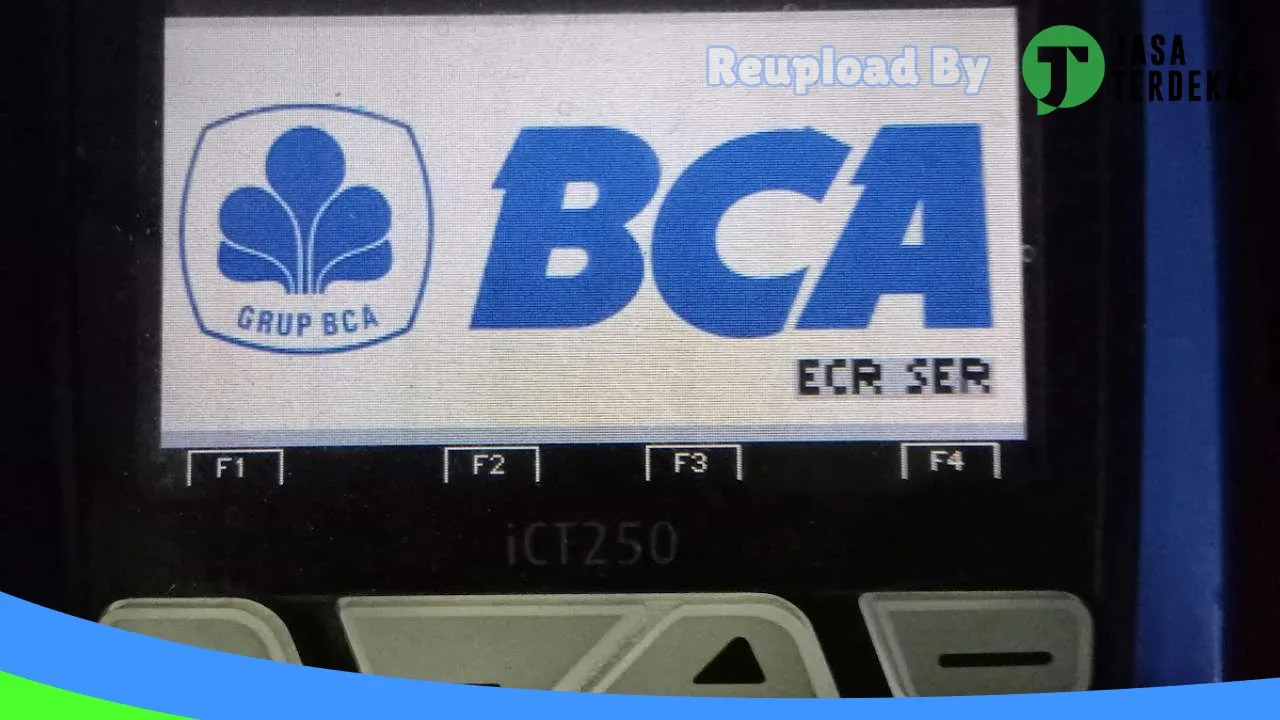 Reupload By
JASA
TERDEKAT
BCA
GRUP BCA
ECR SER
F1 F2 F3 F4
iCT250